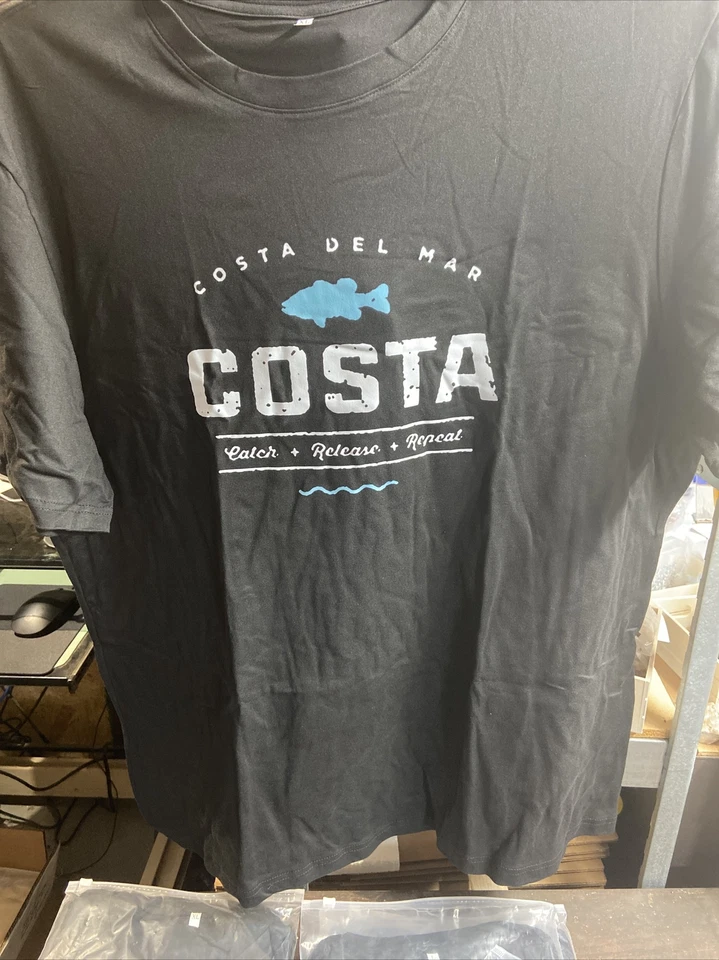 COSTA DEL MAR
COSTA
Catch + Release + Repeat